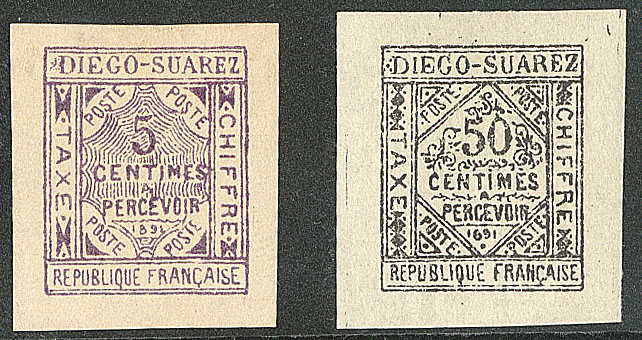 DIEGO-SUAREZ
POSTE POSTE
TAXE
5
CHIFFRE
CENTIMES
A
PERCEVOIR
1891
POSTE POSTE
REPUBLIQUE FRANÇAISE
DIEGO-SUAREZ
POSTE POSTE
TAXE
50
CHIFFRE
CENTIMES
A
PERCEVOIR
1891
POSTE POSTE
REPUBLIQUE FRANÇAISE